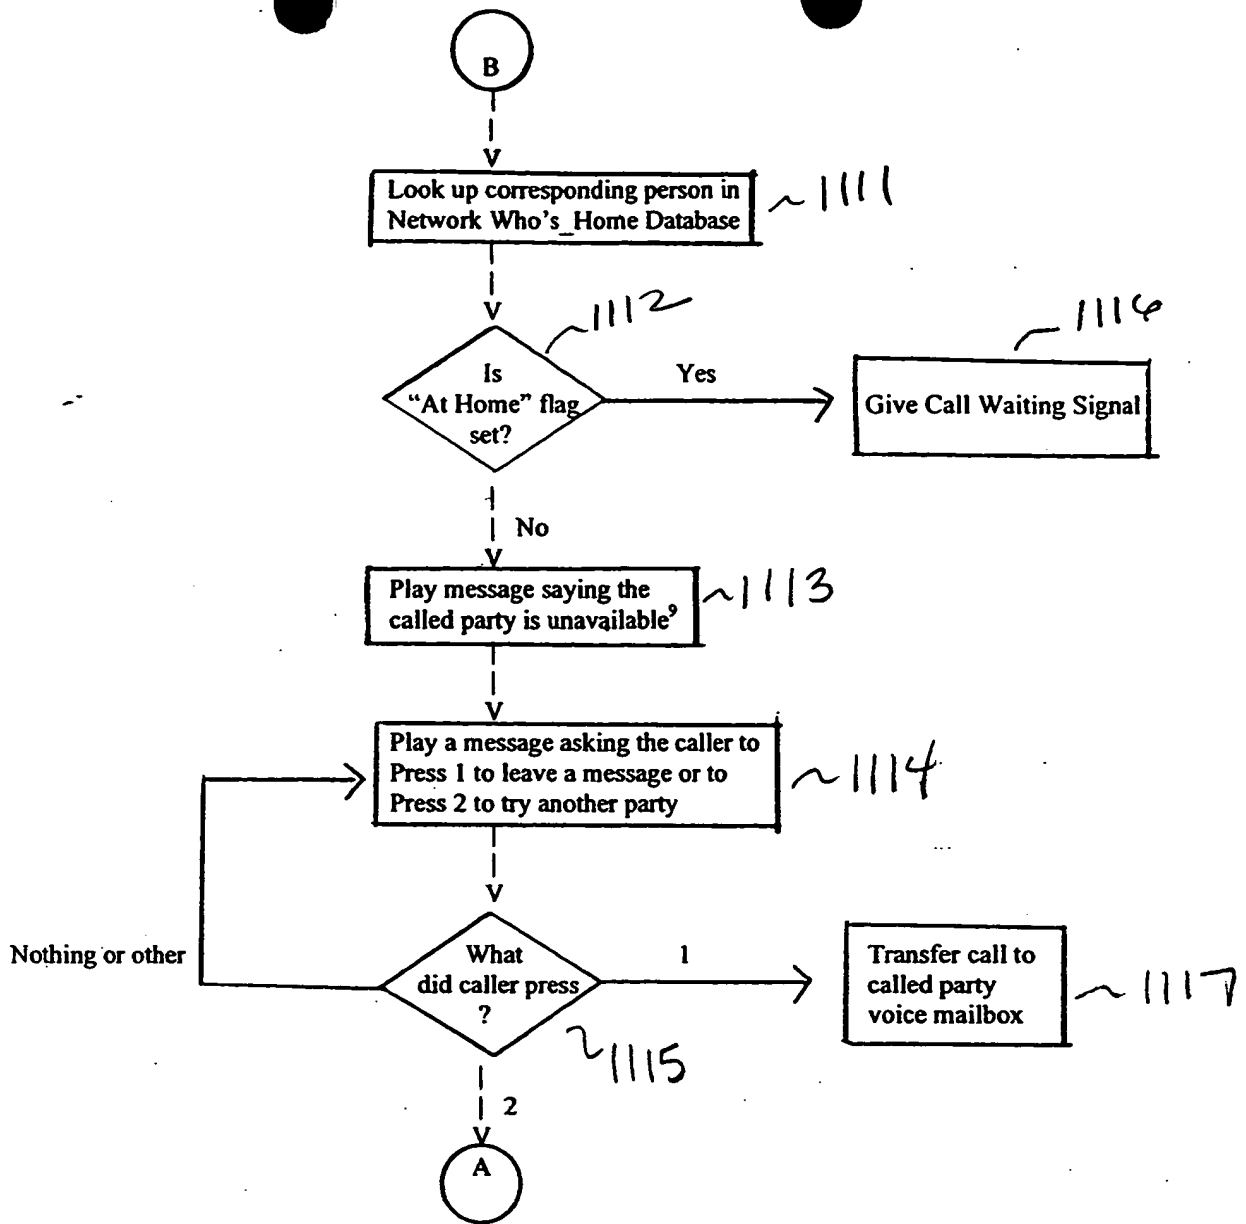 B
Look up corresponding person in
Network Who's_Home Database
~1111
1112
Is
"At Home" flag
set?
Yes
1116
Give Call Waiting Signal
No
Play message saying the
called party is unavailable⁹
~1113
Play a message asking the caller to
Press 1 to leave a message or to
Press 2 to try another party
~1114
Nothing or other
What
did caller press
?
1
Transfer call to
called party
voice mailbox
~1117
~1115
2
A